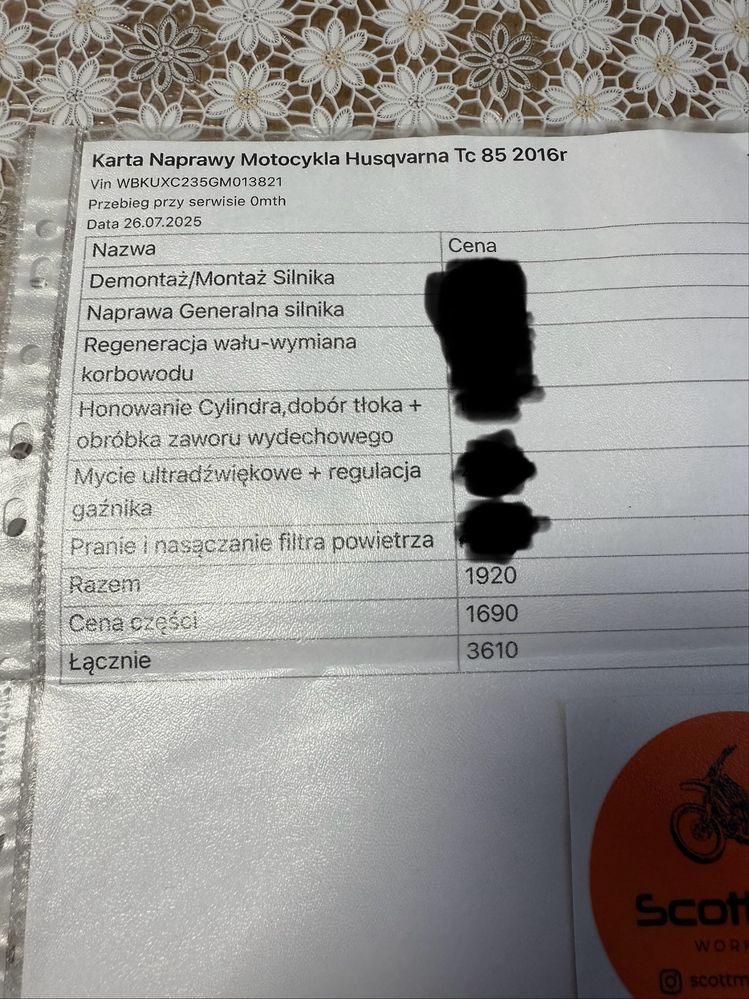 Karta Naprawy Motocykla Husqvarna Tc 85 2016r
Vin WBKUXC235GM013821
Przebieg przy serwisie 0mth
Data 26.07.2025
Nazwa Cena
Demontaż/Montaż Silnika
Naprawa Generalna silnika
Regeneracja wału-wymiana
korbowodu
Honowanie Cylindra,dobór tłoka +
obróbka zaworu wydechowego
Mycie ultradźwiękowe + regulacja
gaźnika
Pranie i nasączanie filtra powietrza
Razem 1920
Cena części 1690
Łącznie 3610